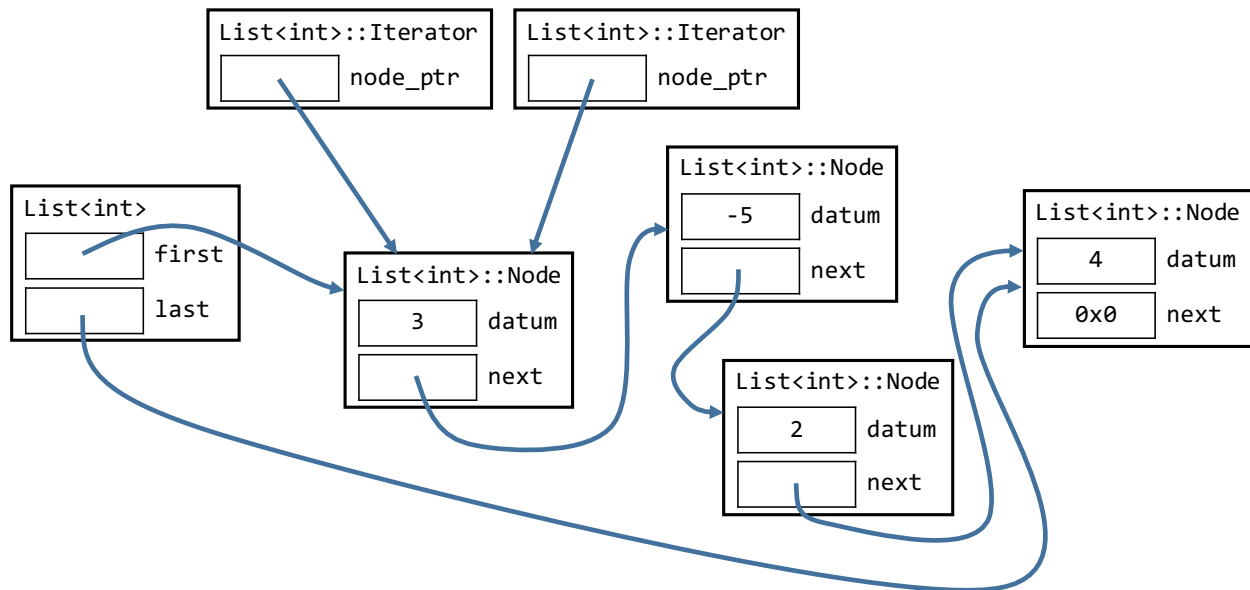 List<int>::Iterator
node_ptr
List<int>::Iterator
node_ptr
List<int>
first
last
List<int>::Node
3 datum
next
List<int>::Node
-5 datum
next
List<int>::Node
2 datum
next
List<int>::Node
4 datum
0x0 next